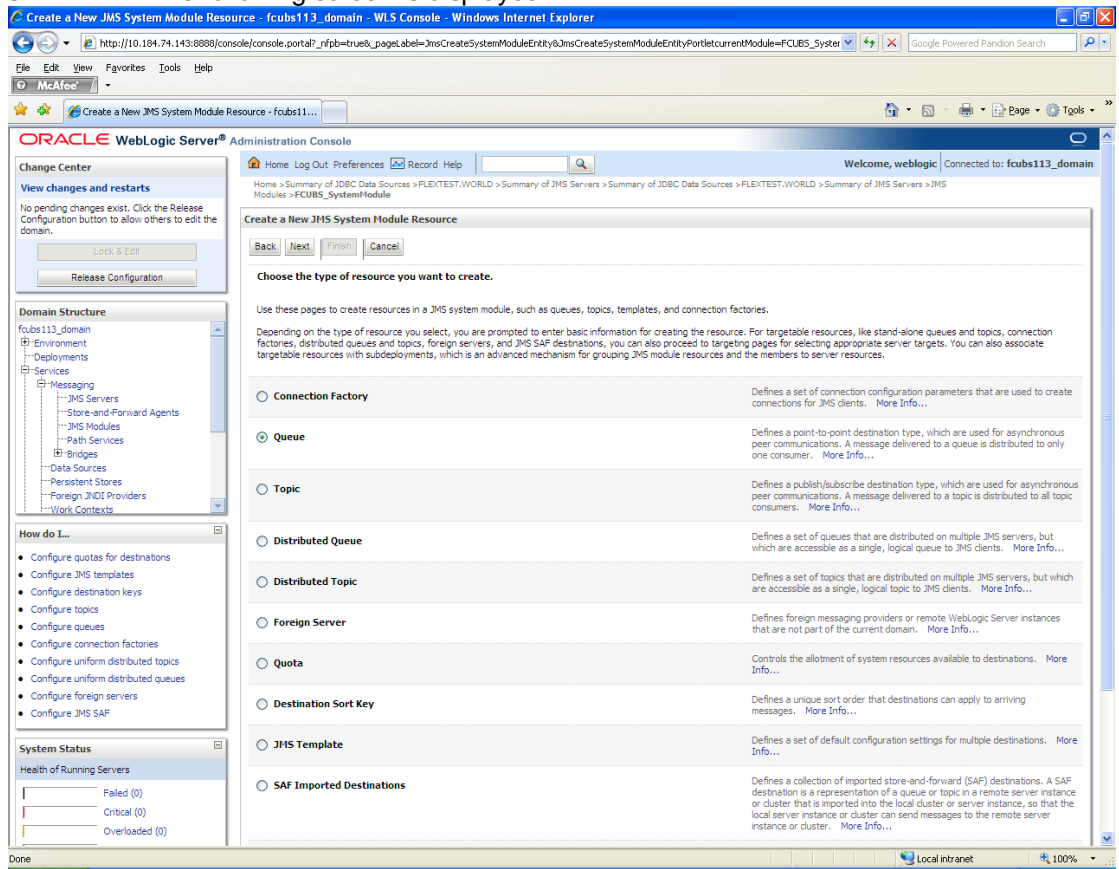 Create a New JMS System Module Resource - fcubs113_domain - WLS Console - Windows Internet Explorer
http://10.184.74.143:8888/console/console.portal?_nfpb=true&_pageLabel=JmsCreateSystemModuleEntity&JmsCreateSystemModuleEntityPortletcurrentModule=FCUBS_System
Google Powered Pandion Search
File Edit View Favorites Tools Help
McAfee
Create a New JMS System Module Resource - fcubs11...
Page Tools
ORACLE WebLogic Server® Administration Console
Change Center
View changes and restarts
No pending changes exist. Click the Release
Configuration button to allow others to edit the
domain.
Lock & Edit
Release Configuration
Domain Structure
fcubs113_domain
Environment
Deployments
Services
Messaging
JMS Servers
Store-and-Forward Agents
JMS Modules
Path Services
Bridges
Data Sources
Persistent Stores
Foreign JNDI Providers
Work Contexts
How do I...
Configure quotas for destinations
Configure JMS templates
Configure destination keys
Configure topics
Configure queues
Configure connection factories
Configure uniform distributed topics
Configure uniform distributed queues
Configure foreign servers
Configure JMS SAF
System Status
Health of Running Servers
Failed (0)
Critical (0)
Overloaded (0)
Home Log Out Preferences Record Help
Welcome, weblogic Connected to: fcubs113_domain
Home >Summary of JDBC Data Sources >FLEXTEST.WORLD >Summary of JMS Servers >Summary of JDBC Data Sources >FLEXTEST.WORLD >Summary of JMS Servers >JMS
Modules >FCUBS_SystemModule
Create a New JMS System Module Resource
Back Next Finish Cancel
Choose the type of resource you want to create.
Use these pages to create resources in a JMS system module, such as queues, topics, templates, and connection factories.
Depending on the type of resource you select, you are prompted to enter basic information for creating the resource. For targetable resources, like stand-alone queues and topics, connection
factories, distributed queues and topics, foreign servers, and JMS SAF destinations, you can also proceed to targeting pages for selecting appropriate server targets. You can also associate
targetable resources with subdeployments, which is an advanced mechanism for grouping JMS module resources and the members to server resources.
Connection Factory
Defines a set of connection configuration parameters that are used to create
connections for JMS clients. More Info...
Queue
Defines a point-to-point destination type, which are used for asynchronous
peer communications. A message delivered to a queue is distributed to only
one consumer. More Info...
Topic
Defines a publish/subscribe destination type, which are used for asynchronous
peer communications. A message delivered to a topic is distributed to all topic
consumers. More Info...
Distributed Queue
Defines a set of queues that are distributed on multiple JMS servers, but
which are accessible as a single, logical queue to JMS clients. More Info...
Distributed Topic
Defines a set of topics that are distributed on multiple JMS servers, but which
are accessible as a single, logical topic to JMS clients. More Info...
Foreign Server
Defines foreign messaging providers or remote WebLogic Server instances
that are not part of the current domain. More Info...
Quota
Controls the allotment of system resources available to destinations. More
Info...
Destination Sort Key
Defines a unique sort order that destinations can apply to arriving
messages. More Info...
JMS Template
Defines a set of default configuration settings for multiple destinations. More
Info...
SAF Imported Destinations
Defines a collection of imported store-and-forward (SAF) destinations. A SAF
destination is a representation of a queue or topic in a remote server instance
or cluster that is imported into the local cluster or server instance, so that the
local server instance or cluster can send messages to the remote server
instance or cluster. More Info...
Done
Local intranet
100%